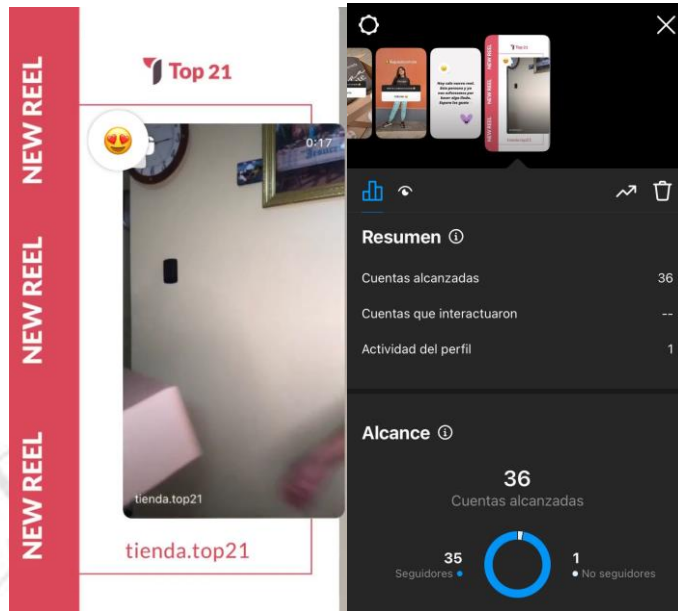 Top 21
NEW REEL
NEW REEL
NEW REEL
0:17
tienda.top21
tienda.top21
Resumen
Cuentas alcanzadas 36
Cuentas que interactuaron --
Actividad del perfil 1
Alcance
36
Cuentas alcanzadas
35
Seguidores
1
No seguidores